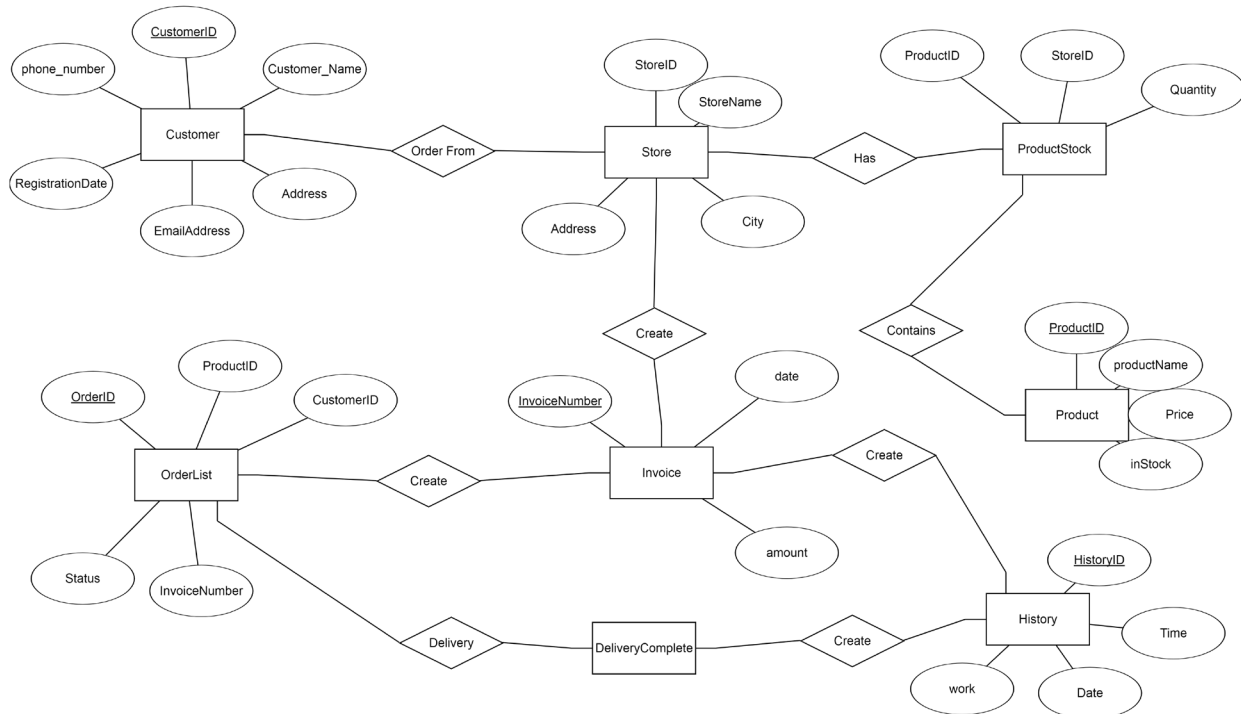 CustomerID
phone_number
Customer_Name
Customer
RegistrationDate
Address
EmailAddress
Order From
StoreID
StoreName
Store
Address
City
Has
ProductID
StoreID
Quantity
ProductStock
Create
Contains
ProductID
productName
Product
Price
inStock
OrderID
ProductID
CustomerID
OrderList
Status
InvoiceNumber
Create
InvoiceNumber
date
Invoice
amount
Create
HistoryID
History
Time
work
Date
Delivery
DeliveryComplete
Create